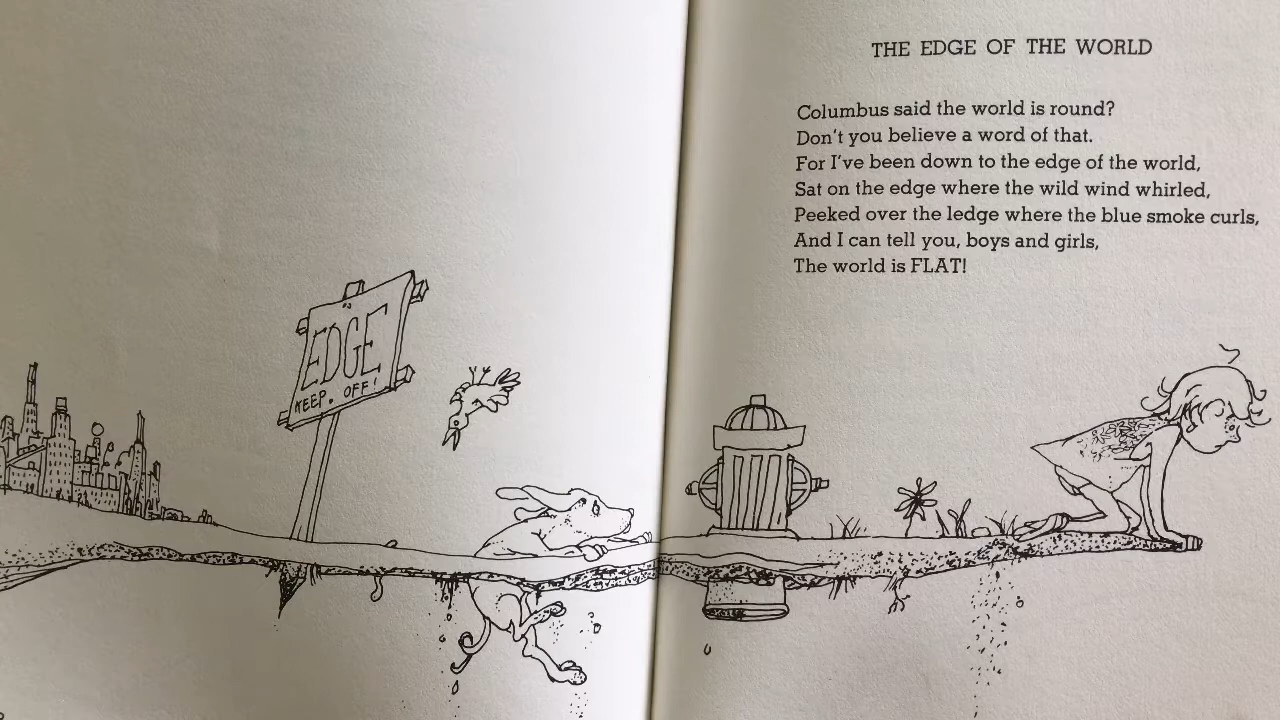 EDGE
KEEP. OFF!
THE EDGE OF THE WORLD
Columbus said the world is round?
Don't you believe a word of that.
For I've been down to the edge of the world,
Sat on the edge where the wild wind whirled,
Peeked over the ledge where the blue smoke curls,
And I can tell you, boys and girls,
The world is FLAT!